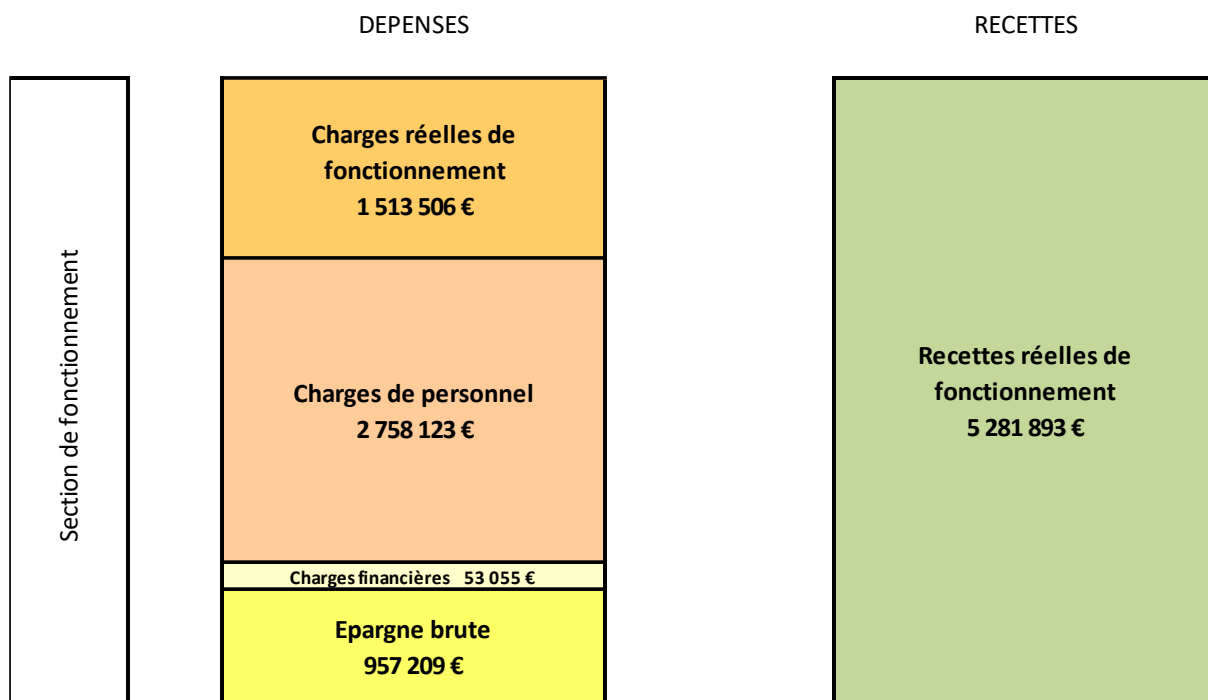 DEPENSES
RECETTES
Section de fonctionnement
Charges réelles de
fonctionnement
1 513 506 €
Charges de personnel
2 758 123 €
Charges financières 53 055 €
Epargne brute
957 209 €
Recettes réelles de
fonctionnement
5 281 893 €